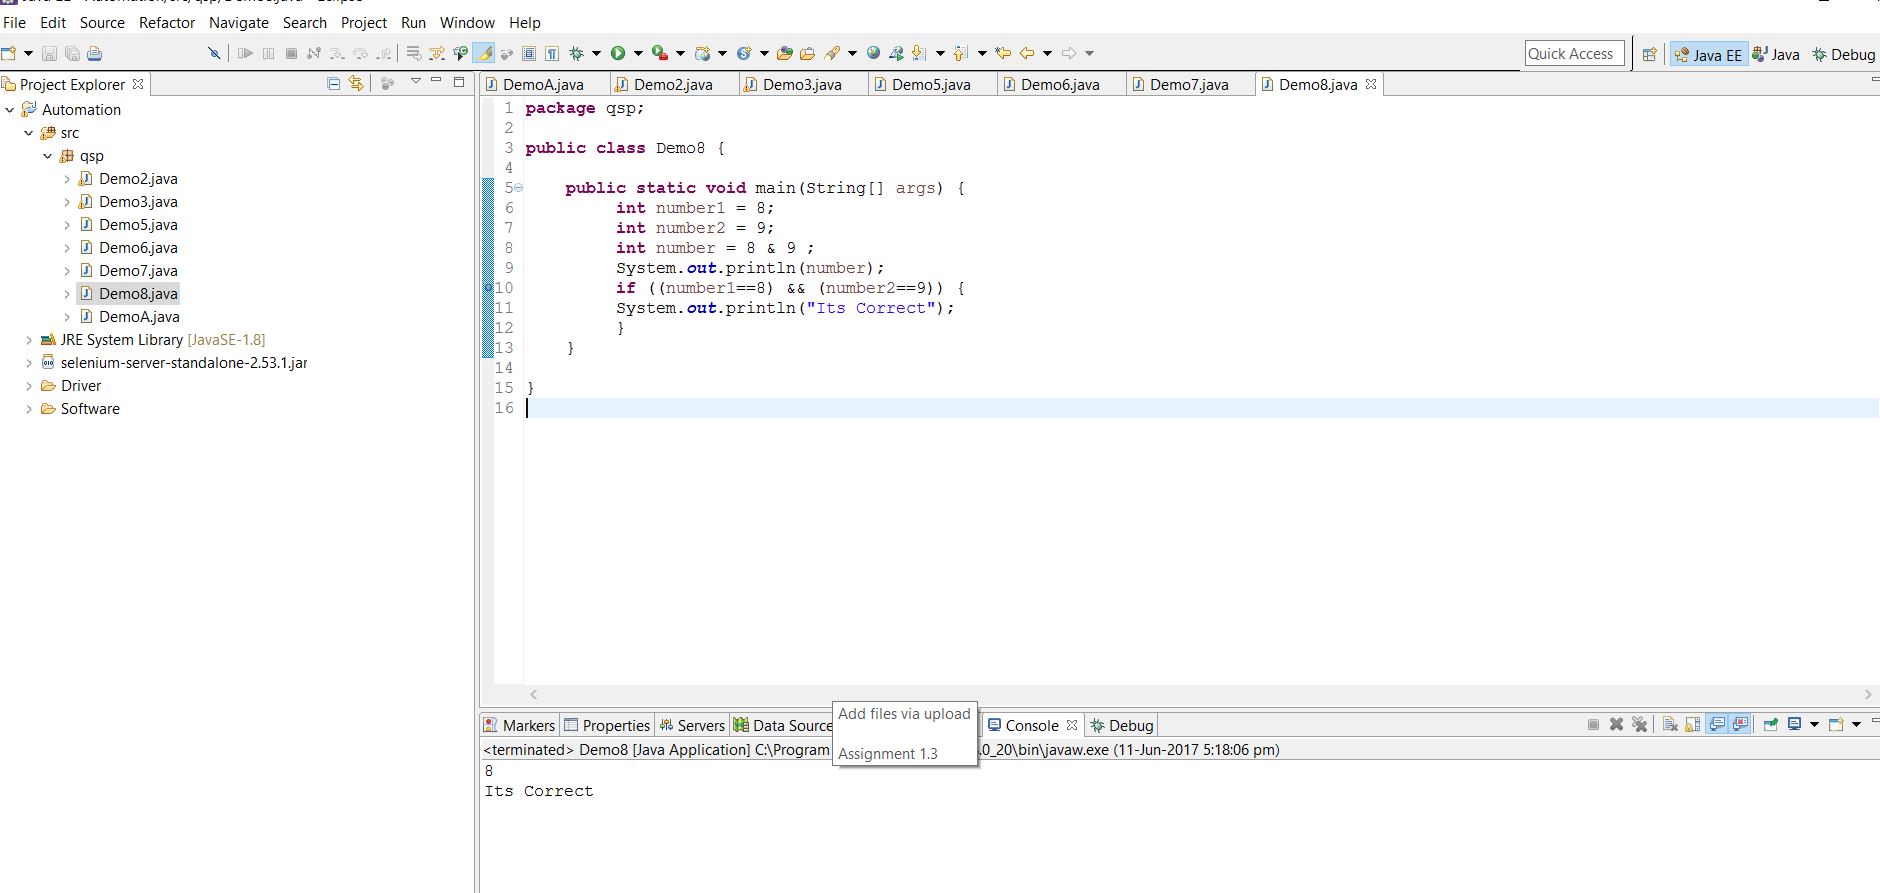 File Edit Source Refactor Navigate Search Project Run Window Help
Quick Access Java EE Java Debug
Project Explorer
Automation
src
qsp
Demo2.java
Demo3.java
Demo5.java
Demo6.java
Demo7.java
Demo8.java
DemoA.java
JRE System Library [JavaSE-1.8]
selenium-server-standalone-2.53.1.jar
Driver
Software
DemoA.java Demo2.java Demo3.java Demo5.java Demo6.java Demo7.java Demo8.java
1 package qsp;
2
3 public class Demo8 {
4
5 public static void main(String[] args) {
6 int number1 = 8;
7 int number2 = 9;
8 int number = 8 & 9 ;
9 System.out.println(number);
10 if ((number1==8) && (number2==9)) {
11 System.out.println("Its Correct");
12 }
13 }
14
15 }
16
Markers Properties Servers Data Source Console Debug
Add files via upload
Assignment 1.3
<terminated> Demo8 [Java Application] C:\Program .0_20\bin\javaw.exe (11-Jun-2017 5:18:06 pm)
8
Its Correct